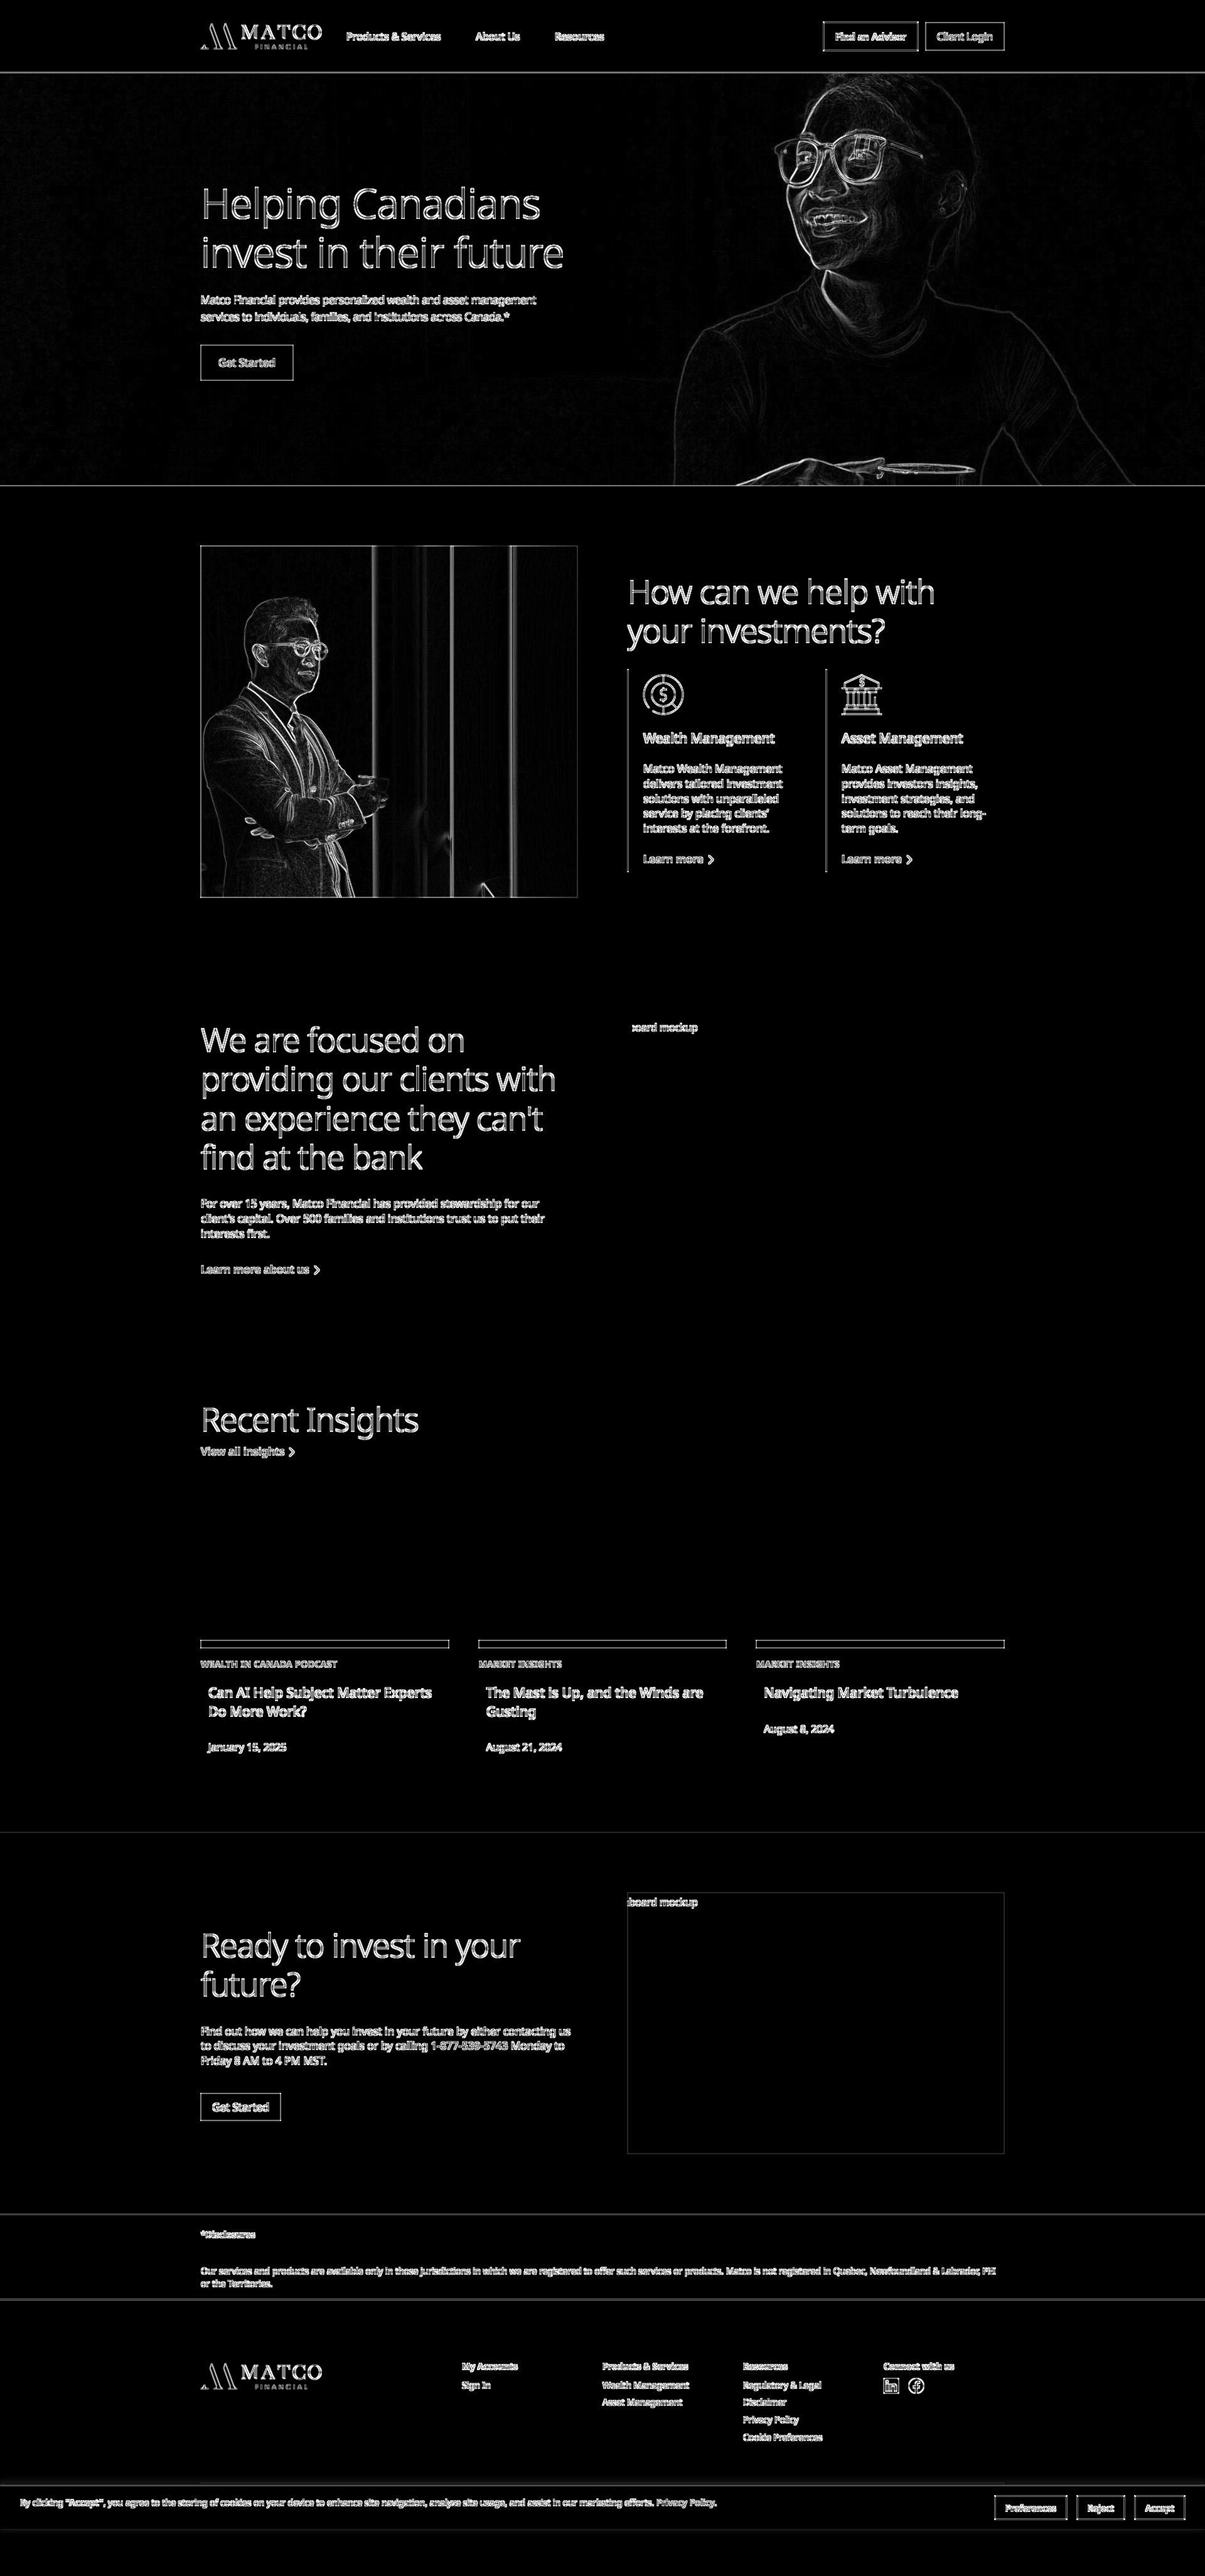 MATCO
FINANCIAL
Products & Services
About Us
Resources
Find an Advisor
Client Login
Helping Canadians
invest in their future
Matco Financial provides personalized wealth and asset management
services to individuals, families, and institutions across Canada.*
Get Started
How can we help with
your investments?
Wealth Management
Matco Wealth Management
delivers tailored investment
solutions with unparalleled
service by placing clients'
interests at the forefront.
Learn more
Asset Management
Matco Asset Management
provides investors insights,
investment strategies, and
solutions to reach their long-
term goals.
Learn more
We are focused on
providing our clients with
an experience they can't
find at the bank
board mockup
For over 15 years, Matco Financial has provided stewardship for our
client's capital. Over 500 families and institutions trust us to put their
interests first.
Learn more about us
Recent Insights
View all insights
WEALTH IN CANADA PODCAST
Can AI Help Subject Matter Experts
Do More Work?
January 15, 2025
MARKET INSIGHTS
The Mast is Up, and the Winds are
Gusting
August 21, 2024
MARKET INSIGHTS
Navigating Market Turbulence
August 8, 2024
Ready to invest in your
future?
board mockup
Find out how we can help you invest in your future by either contacting us
to discuss your investment goals or by calling 1-877-539-5743 Monday to
Friday 8 AM to 4 PM MST.
Get Started
*Disclosures
Our services and products are available only in those jurisdictions in which we are registered to offer such services or products. Matco is not registered in Quebec, Newfoundland & Labrador, PEI
or the Territories.
MATCO
FINANCIAL
My Accounts
Sign In
Products & Services
Wealth Management
Asset Management
Resources
Regulatory & Legal
Disclaimer
Privacy Policy
Cookie Preferences
Connect with us
By clicking "Accept", you agree to the storing of cookies on your device to enhance site navigation, analyze site usage, and assist in our marketing efforts. Privacy Policy.
Preferences
Reject
Accept